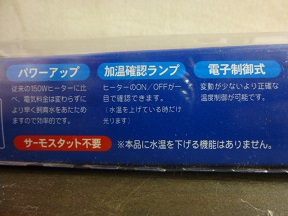 パワーアップ
従来の150Wヒーターに比
べ、電気料金は変わらずに
より早く飼育水をあたた
めますので効率的です。
加温確認ランプ
ヒーターのON/OFFが一
目で確認できます。
(水温を上げている時だけ
光ります)
電子制御式
変動が少ないより正確な
温度制御が可能です。
サーモスタット不要
※本品に水温を下げる機能はありません。